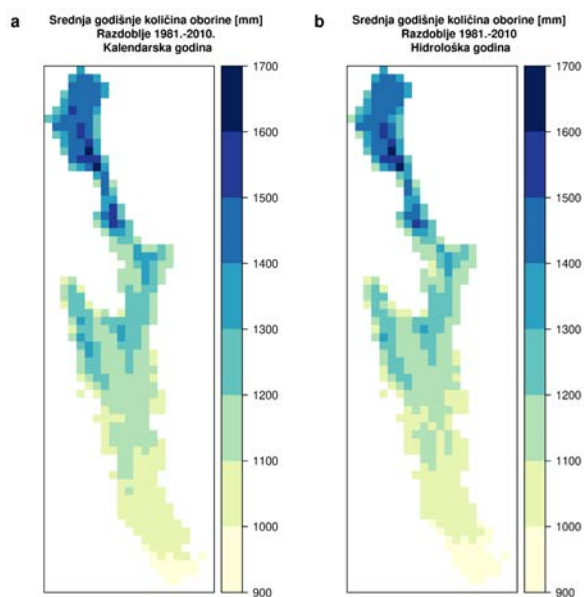 a
Srednja godišnje količina oborine [mm]
Razdoblje 1981.-2010.
Kalendarska godina
1700
1600
1500
1400
1300
1200
1100
1000
900
b
Srednja godišnje količina oborine [mm]
Razdoblje 1981.-2010
Hidrološka godina
1700
1600
1500
1400
1300
1200
1100
1000
900